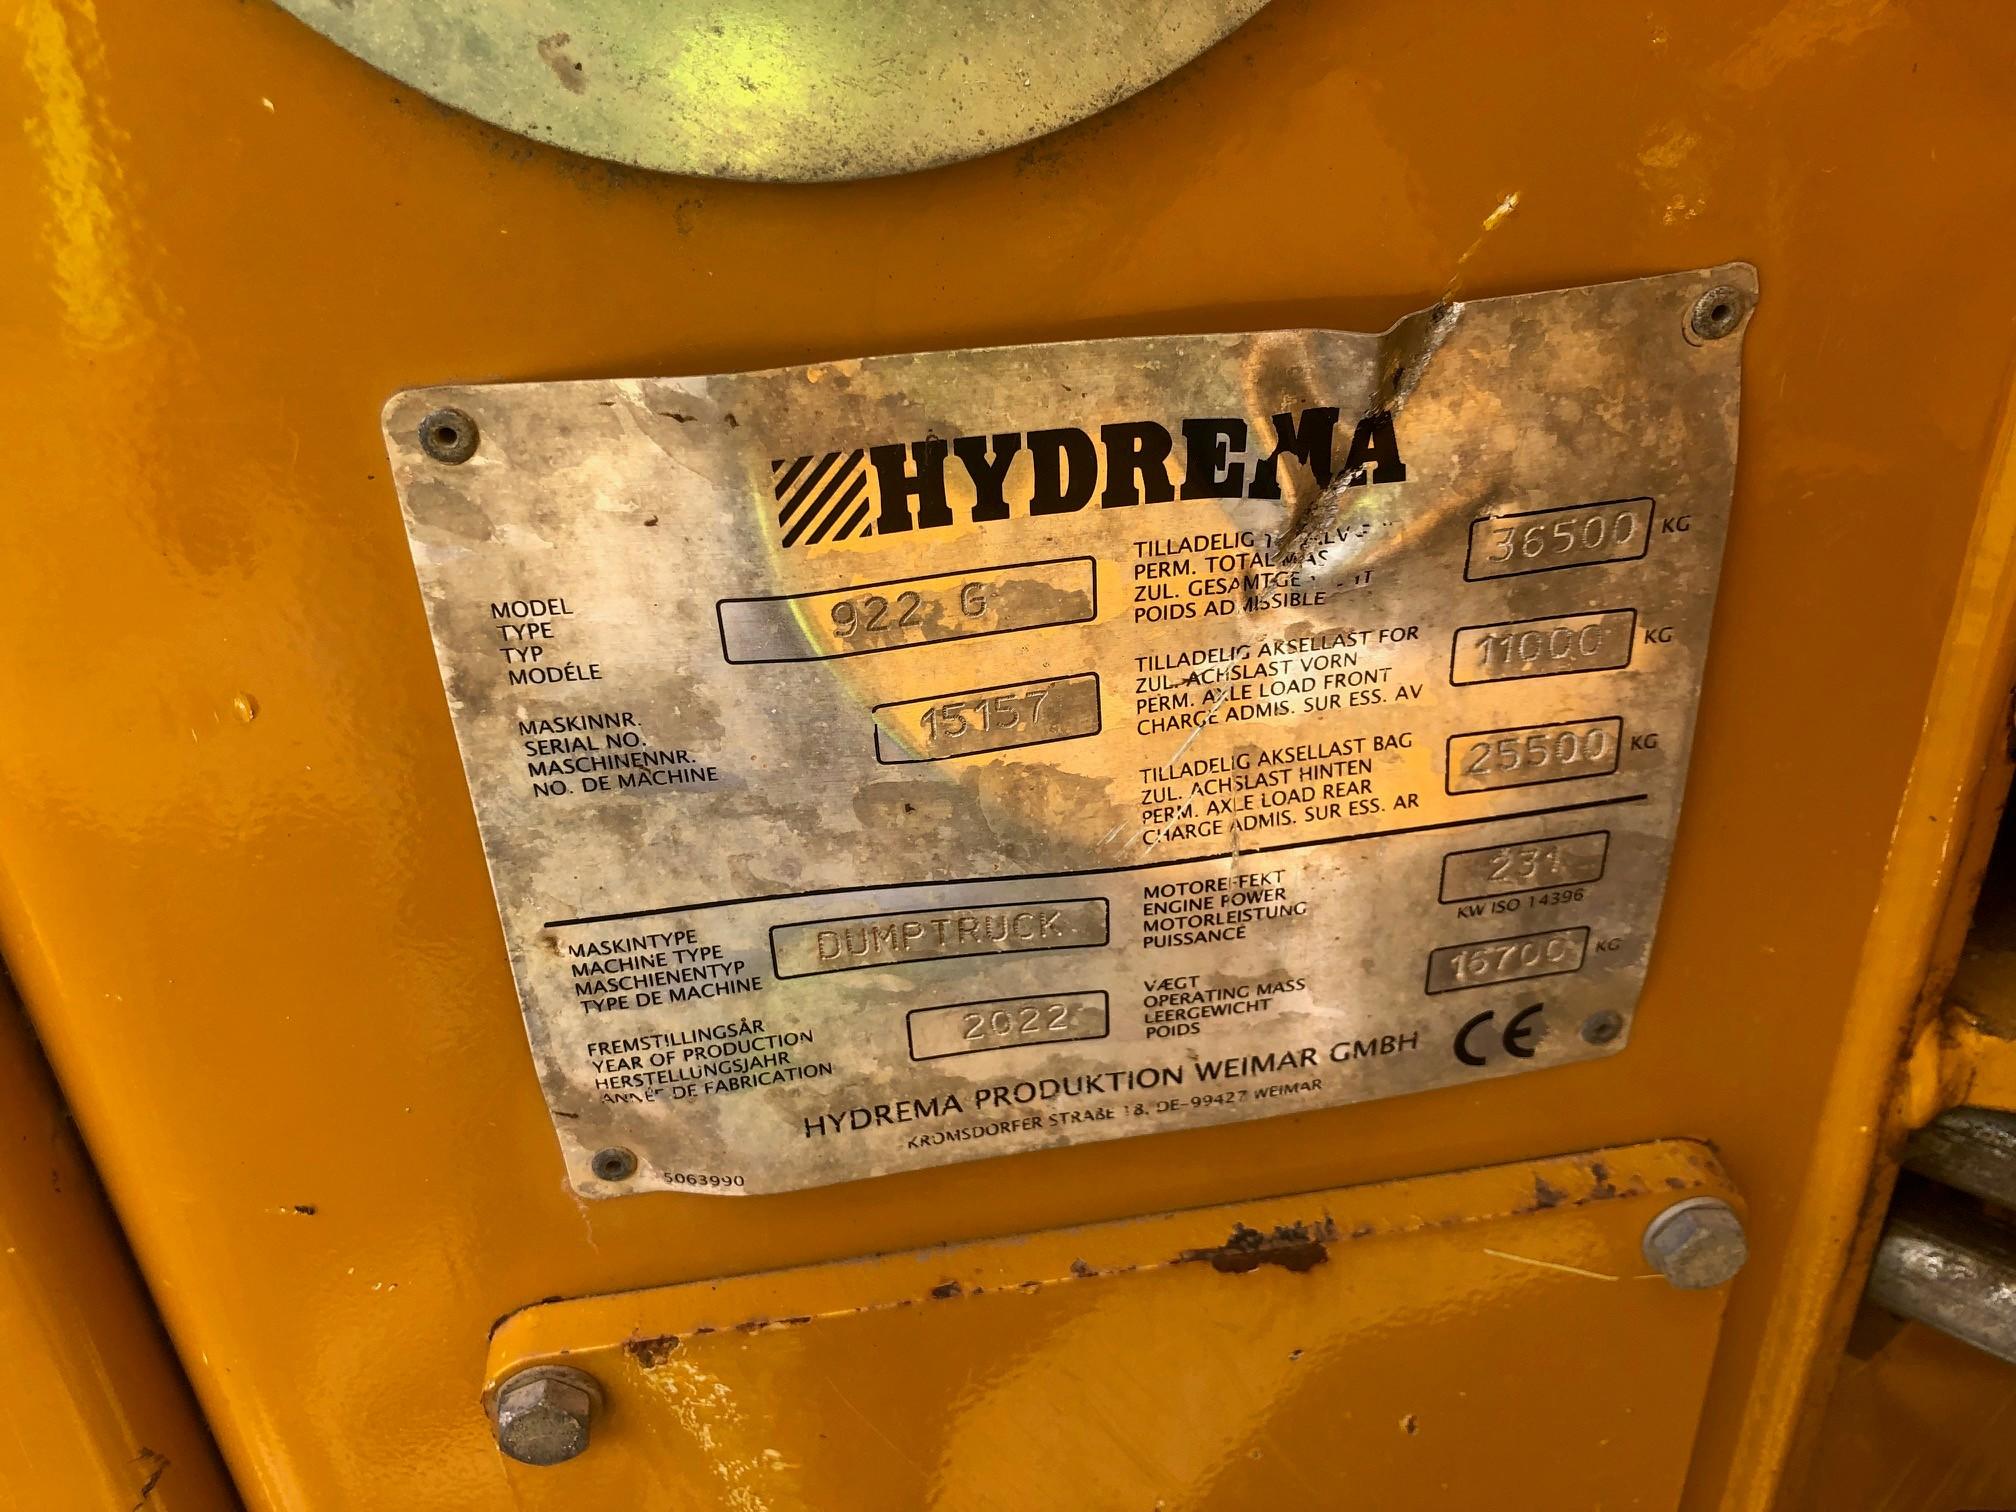 HYDREMA
MODEL
TYPE
TYP
MODÉLE
922 G
MASKINNR.
SERIAL NO.
MASCHINENNR.
NO. DE MACHINE
15157
TILLADELIG
PERM. TOTAL MAS
ZUL. GESAMTGE
POIDS ADMISSIBLE
36500 KG
TILLADELIG AKSELLAST FOR
ZUL. ACHSLAST VORN
PERM. AXLE LOAD FRONT
CHARGE ADMIS. SUR ESS. AV
11000 KG
TILLADELIG AKSELLAST BAG
ZUL. ACHSLAST HINTEN
PERM. AXLE LOAD REAR
CHARGE ADMIS. SUR ESS. AR
25500 KG
MASKINTYPE
MACHINE TYPE
MASCHIENENTYP
TYPE DE MACHINE
DUMPTRUCK
FREMSTILLINGSÅR
YEAR OF PRODUCTION
HERSTELLUNGSJAHR
ANNÉE DE FABRICATION
2022
MOTOREFFEKT
ENGINE POWER
MOTORLEISTUNG
PUISSANCE
231
KW ISO 14396
VÆGT
OPERATING MASS
LEERGEWICHT
POIDS
16700 KG
HYDREMA PRODUKTION WEIMAR GMBH
KROMSDORFER STRAßE 18, DE-99427 WEIMAR
CE
5063990